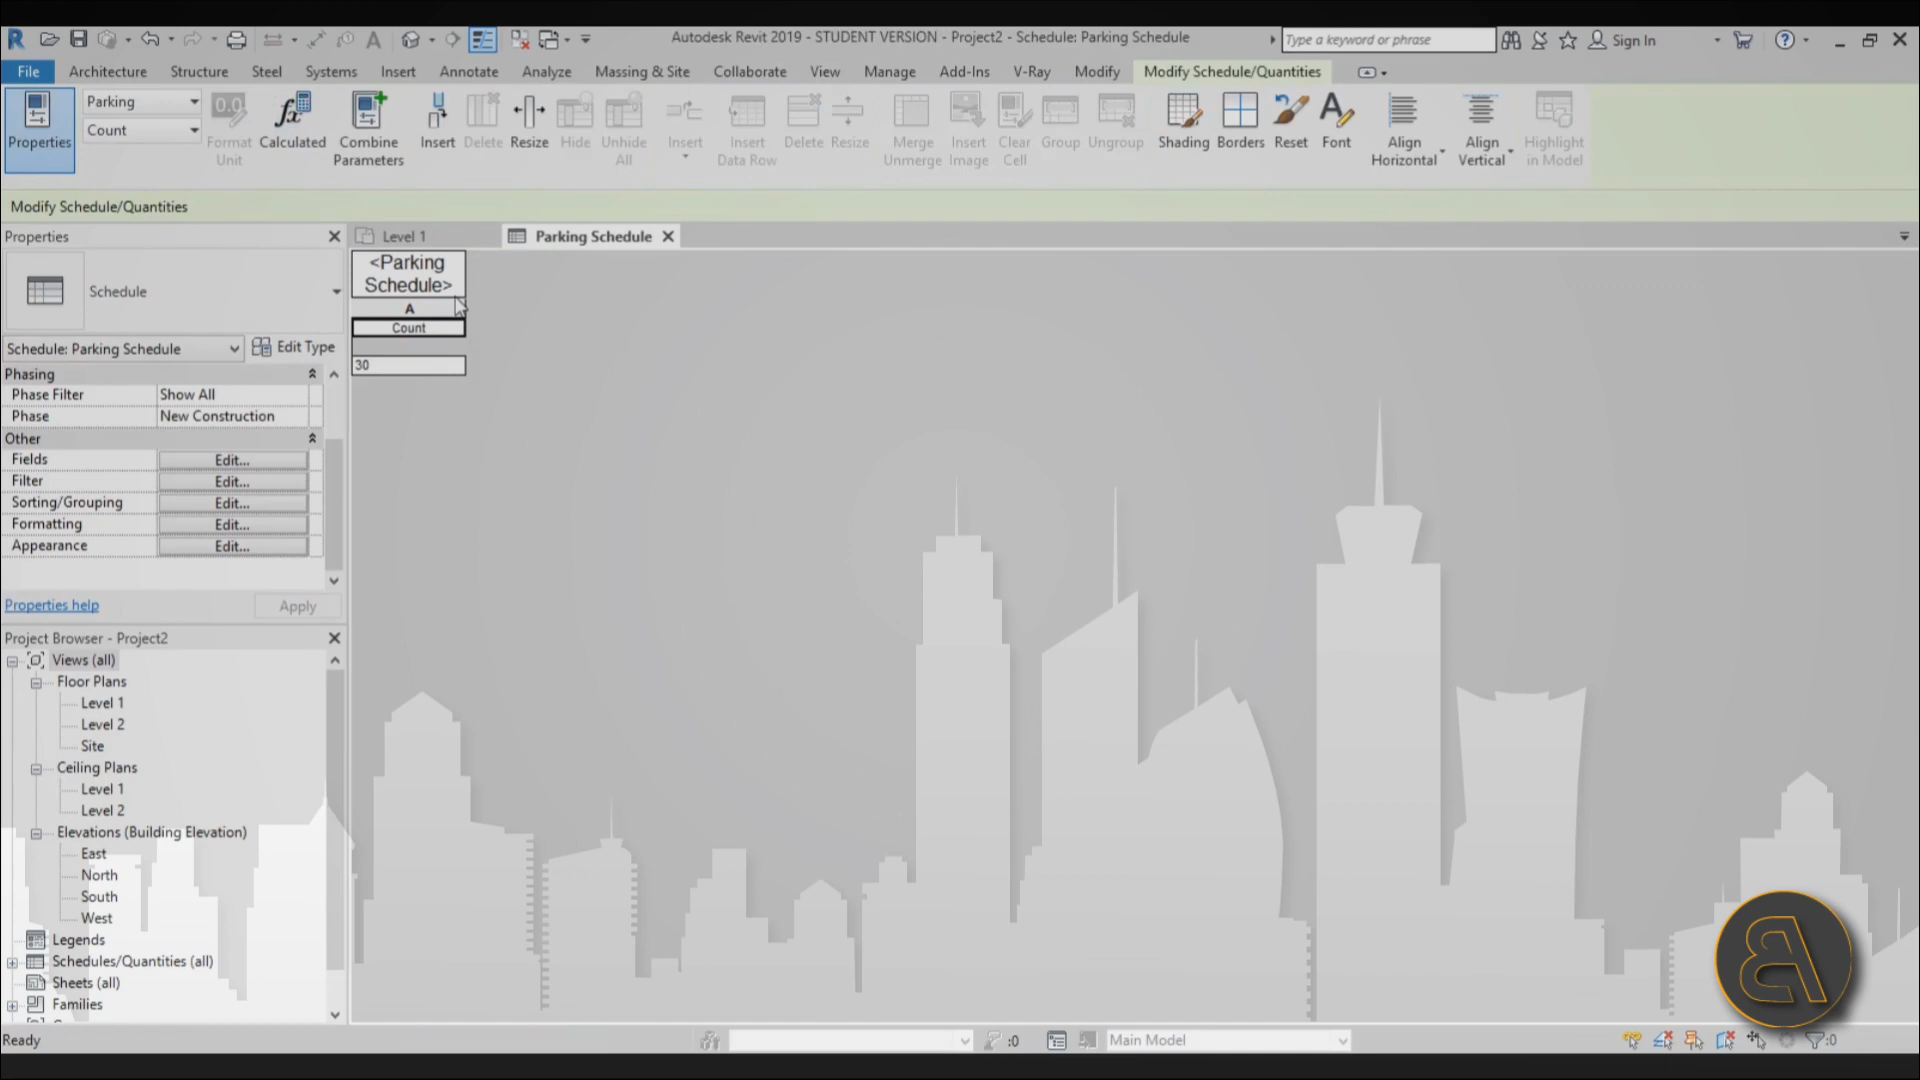 Autodesk Revit 2019 - STUDENT VERSION - Project2 - Schedule: Parking Schedule
Type a keyword or phrase
Sign In
File Architecture Structure Steel Systems Insert Annotate Analyze Massing & Site Collaborate View Manage Add-Ins V-Ray Modify Modify Schedule/Quantities
Properties
Parking
Count
Format Unit
Calculated
Combine Parameters
Insert
Delete
Resize
Hide
Unhide All
Insert
Insert Data Row
Delete
Resize
Merge Unmerge
Insert Image
Clear Cell
Group
Ungroup
Shading
Borders
Reset
Font
Align Horizontal
Align Vertical
Highlight in Model
Modify Schedule/Quantities
Properties
Level 1
Parking Schedule
Schedule
Schedule: Parking Schedule
Edit Type
Phasing
Phase Filter Show All
Phase New Construction
Other
Fields Edit...
Filter Edit...
Sorting/Grouping Edit...
Formatting Edit...
Appearance Edit...
Properties help
Apply
<Parking
Schedule>
A
Count
30
Project Browser - Project2
Views (all)
Floor Plans
Level 1
Level 2
Site
Ceiling Plans
Level 1
Level 2
Elevations (Building Elevation)
East
North
South
West
Legends
Schedules/Quantities (all)
Sheets (all)
Families
Ready
:0
Main Model
:0